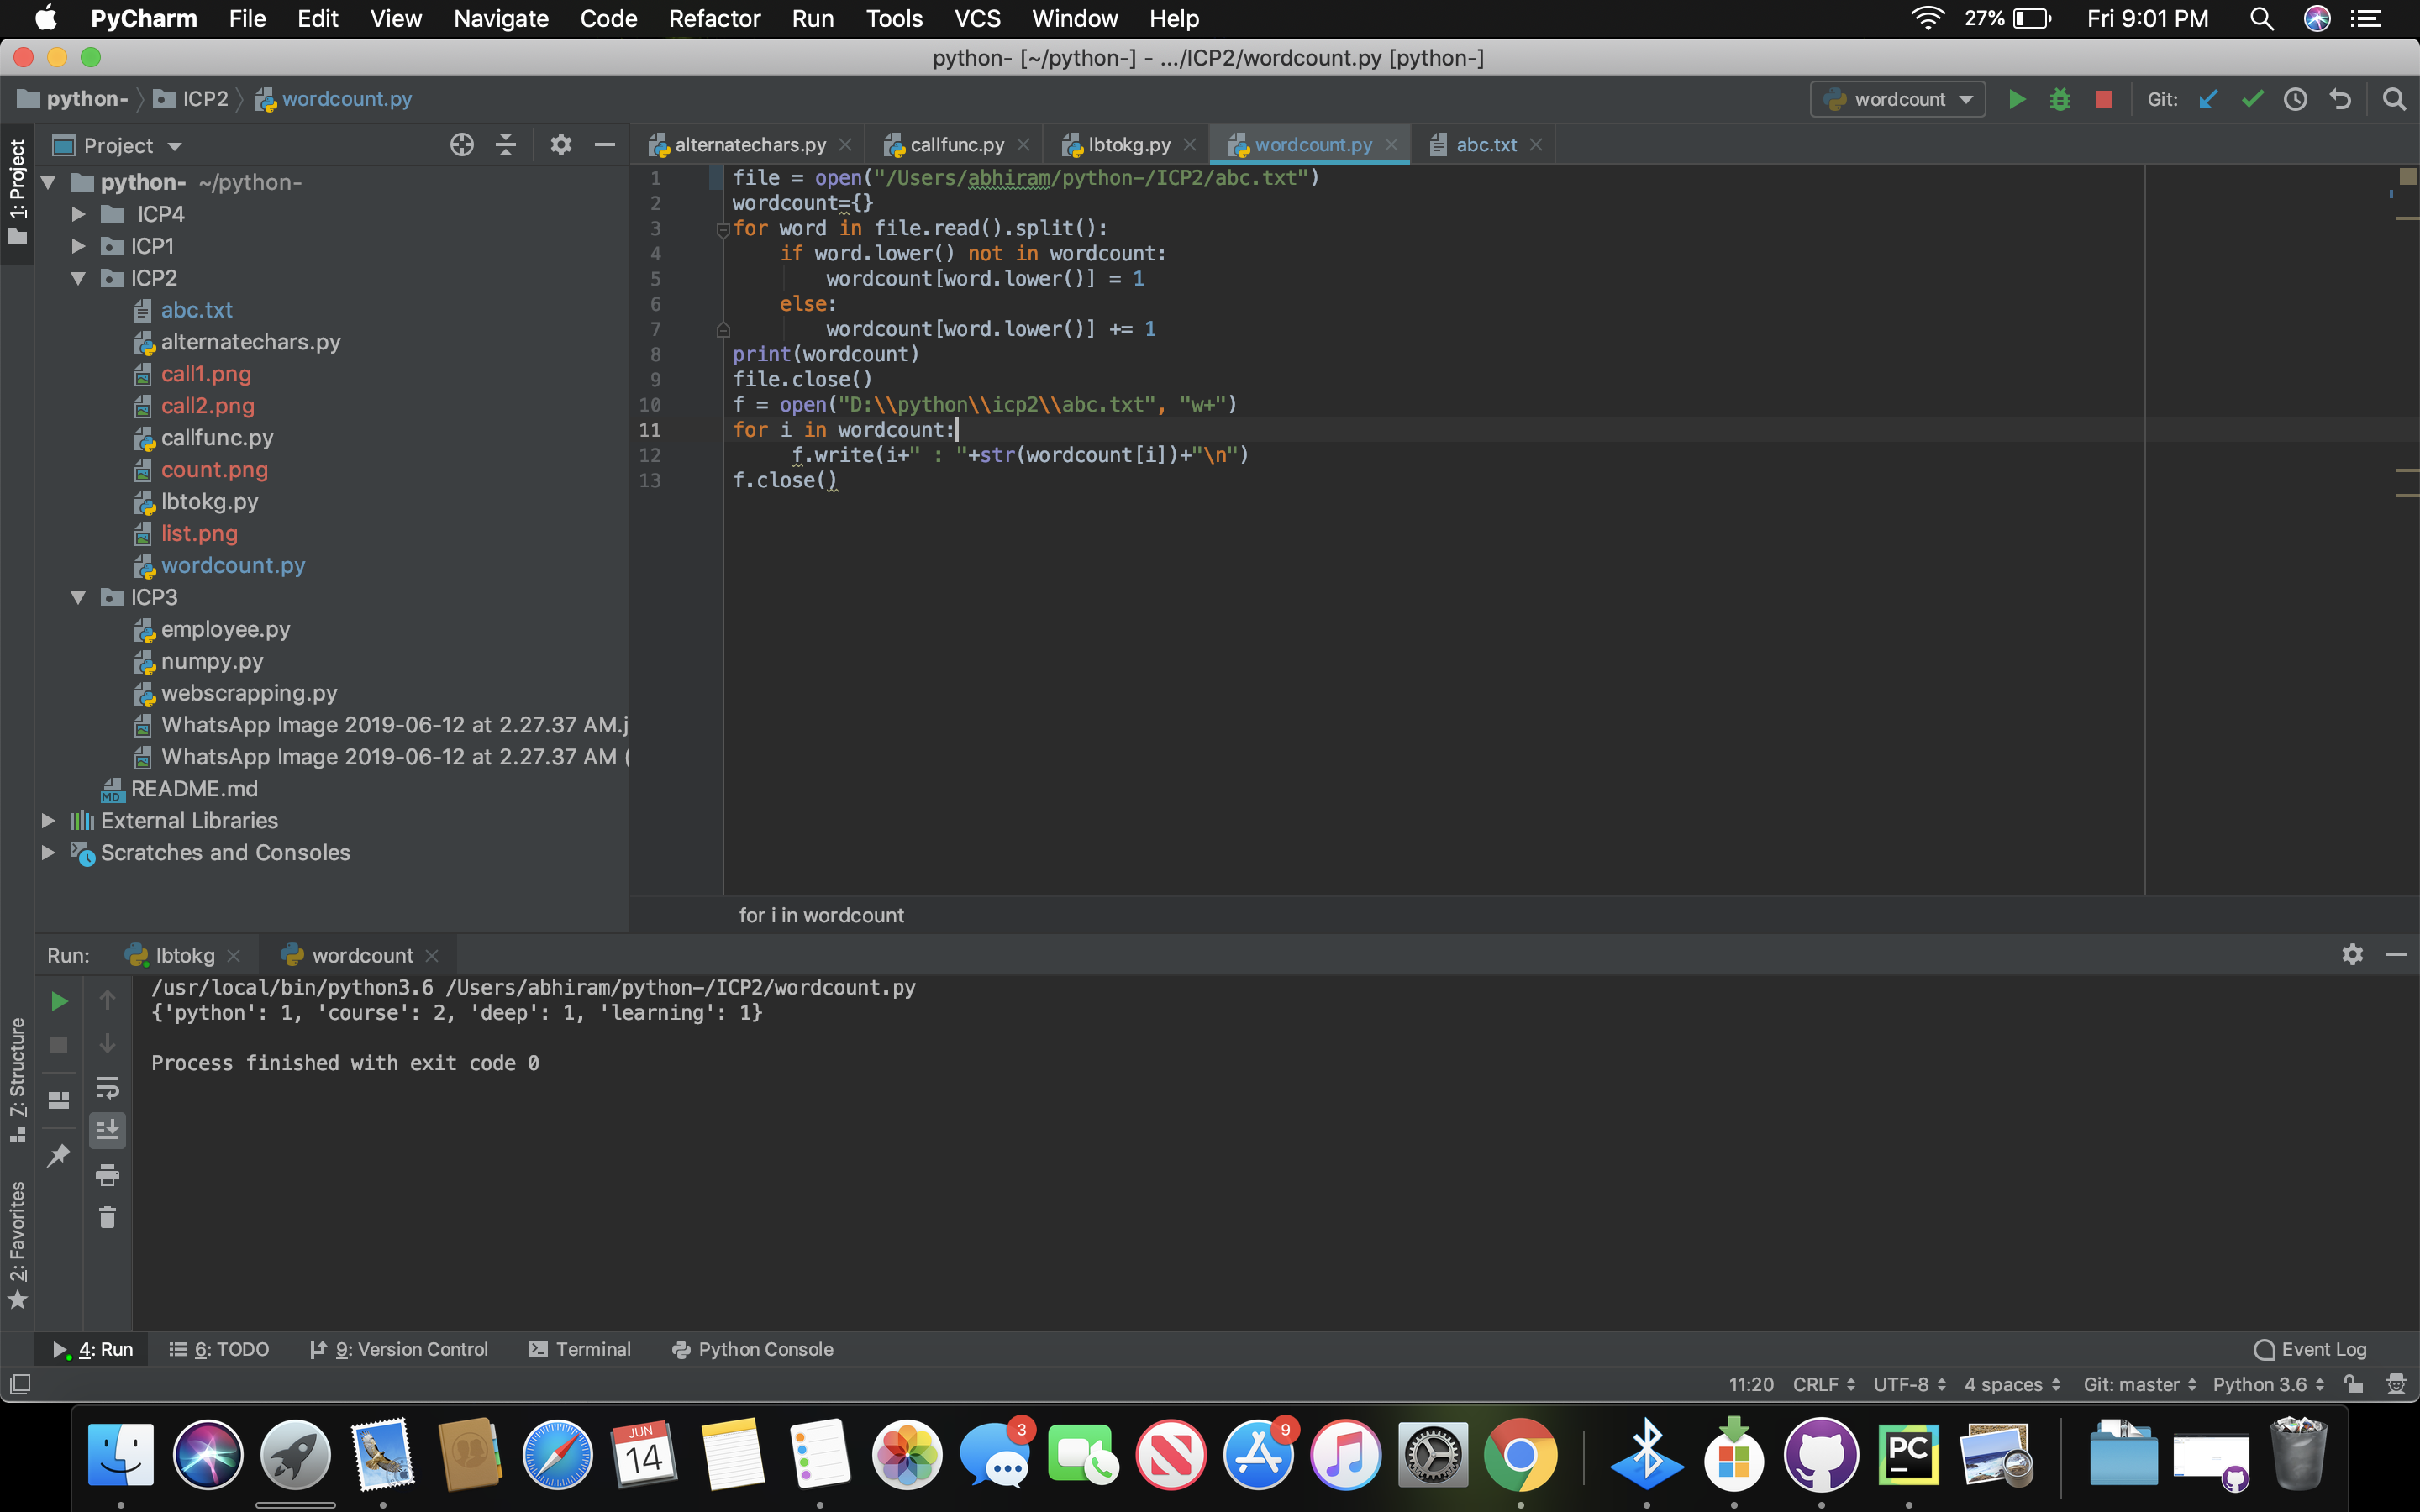 PyCharm File Edit View Navigate Code Refactor Run Tools VCS Window Help 27% Fri 9:01 PM
python- [~/python-] - .../ICP2/wordcount.py [python-]
python- ICP2 wordcount.py wordcount Git:
1: Project
Project
alternatechars.py callfunc.py lbtokg.py wordcount.py abc.txt
python- ~/python-
ICP4
ICP1
ICP2
abc.txt
alternatechars.py
call1.png
call2.png
callfunc.py
count.png
lbtokg.py
list.png
wordcount.py
ICP3
employee.py
numpy.py
webscrapping.py
WhatsApp Image 2019-06-12 at 2.27.37 AM.j
WhatsApp Image 2019-06-12 at 2.27.37 AM (
MD README.md
External Libraries
Scratches and Consoles
1 file = open("/Users/abhiram/python-/ICP2/abc.txt")
2 wordcount={}
3 for word in file.read().split():
4 if word.lower() not in wordcount:
5 wordcount[word.lower()] = 1
6 else:
7 wordcount[word.lower()] += 1
8 print(wordcount)
9 file.close()
10 f = open("D:\\python\\icp2\\abc.txt", "w+")
11 for i in wordcount:
12 f.write(i+" : "+str(wordcount[i])+"\n")
13 f.close()
for i in wordcount
Run: lbtokg wordcount
/usr/local/bin/python3.6 /Users/abhiram/python-/ICP2/wordcount.py
{'python': 1, 'course': 2, 'deep': 1, 'learning': 1}
Process finished with exit code 0
7: Structure
2: Favorites
4: Run 6: TODO 9: Version Control Terminal Python Console Event Log
11:20 CRLF UTF-8 4 spaces Git: master Python 3.6
JUN
14
3
9
PC